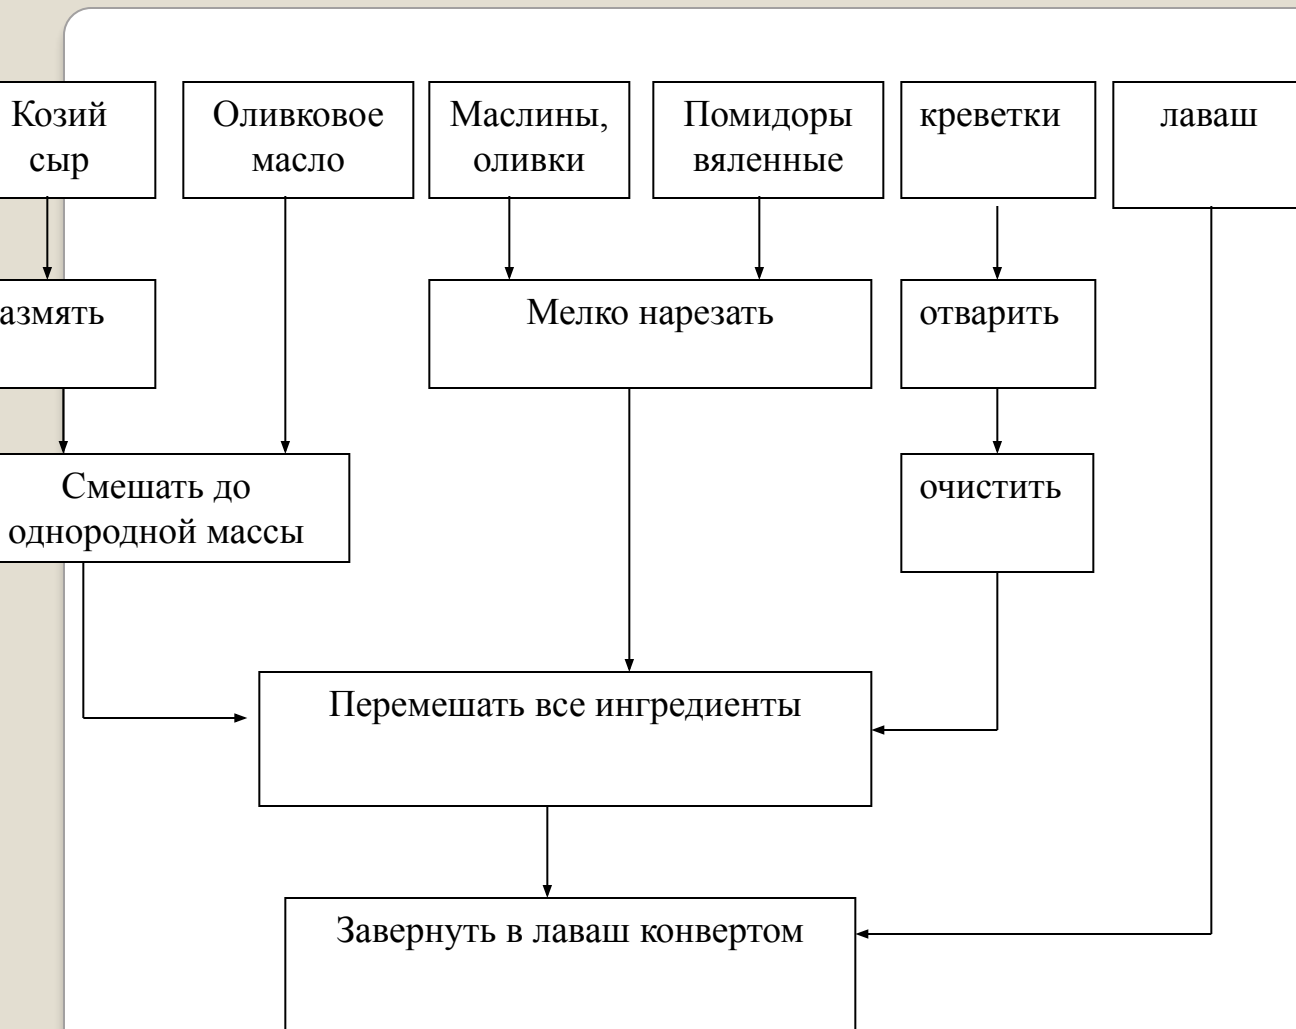 Козий
сыр
Оливковое
масло
Маслины,
оливки
Помидоры
вяленные
креветки
лаваш
азмять
Мелко нарезать
отварить
Смешать до
однородной массы
очистить
Перемешать все ингредиенты
Завернуть в лаваш конвертом